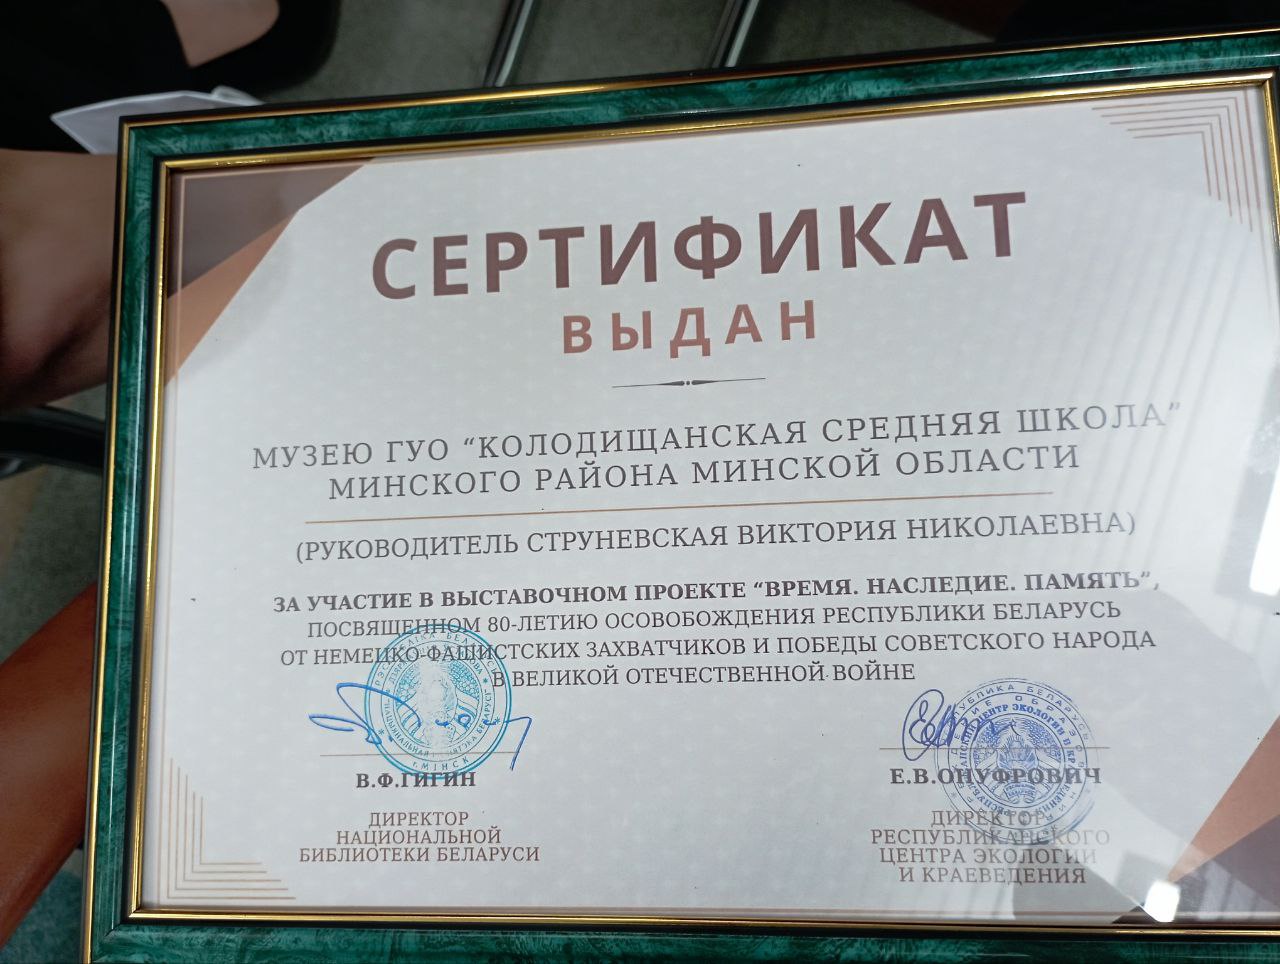 СЕРТИФИКАТ
ВЫДАН
МУЗЕЮ ГУО “КОЛОДИЩАНСКАЯ СРЕДНЯЯ ШКОЛА”
МИНСКОГО РАЙОНА МИНСКОЙ ОБЛАСТИ
(РУКОВОДИТЕЛЬ СТРУНЕВСКАЯ ВИКТОРИЯ НИКОЛАЕВНА)
ЗА УЧАСТИЕ В ВЫСТАВОЧНОМ ПРОЕКТЕ “ВРЕМЯ. НАСЛЕДИЕ. ПАМЯТЬ”,
ПОСВЯЩЕННОМ 80-ЛЕТИЮ ОСОВОБОЖДЕНИЯ РЕСПУБЛИКИ БЕЛАРУСЬ
ОТ НЕМЕЦКО-ФАШИСТСКИХ ЗАХВАТЧИКОВ И ПОБЕДЫ СОВЕТСКОГО НАРОДА
В ВЕЛИКОЙ ОТЕЧЕСТВЕННОЙ ВОЙНЕ
В.Ф.ГИГИН
ДИРЕКТОР
НАЦИОНАЛЬНОЙ
БИБЛИОТЕКИ БЕЛАРУСИ
г.МІНСК
Е.В.ОНУФРОВИЧ
ДИРЕКТОР
РЕСПУБЛИКАНСКОГО
ЦЕНТРА ЭКОЛОГИИ
И КРАЕВЕДЕНИЯ